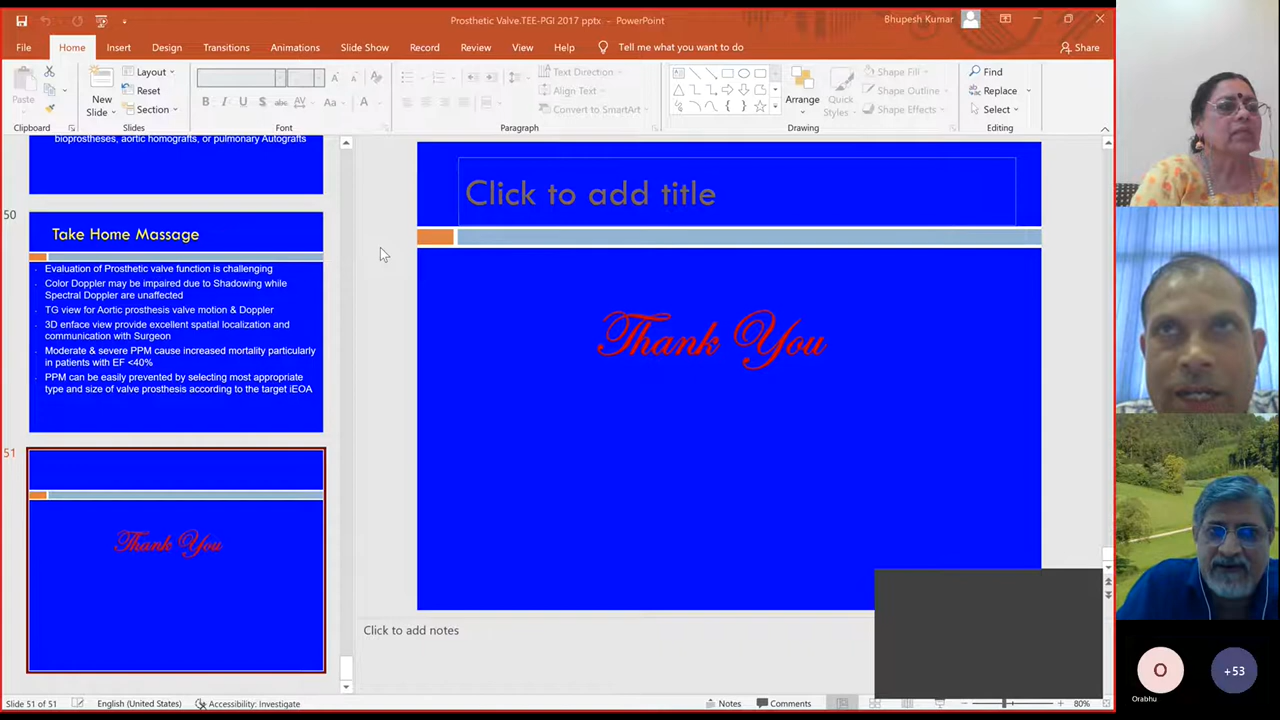 Prosthetic Valve.TEE-PGI 2017 pptx - PowerPoint
Bhupesh Kumar
File Home Insert Design Transitions Animations Slide Show Record Review View Help Tell me what you want to do Share
Paste
Clipboard
New Slide
Layout
Reset
Section
Slides
B I U S abc AV Aa A
Font
Text Direction
Align Text
Convert to SmartArt
Paragraph
Arrange
Quick Styles
Shape Fill
Shape Outline
Shape Effects
Drawing
Find
Replace
Select
Editing
bioprostheses, aortic homografts, or pulmonary Autografts
50
Take Home Massage
Evaluation of Prosthetic valve function is challenging
Color Doppler may be impaired due to Shadowing while
Spectral Doppler are unaffected
TG view for Aortic prosthesis valve motion & Doppler
3D enface view provide excellent spatial localization and
communication with Surgeon
Moderate & severe PPM cause increased mortality particularly
in patients with EF <40%
PPM can be easily prevented by selecting most appropriate
type and size of valve prosthesis according to the target iEOA
51
Thank You
Click to add title
Thank You
Click to add notes
O
Orabhu
+53
Slide 51 of 51 English (United States) Accessibility: Investigate Notes Comments 80%